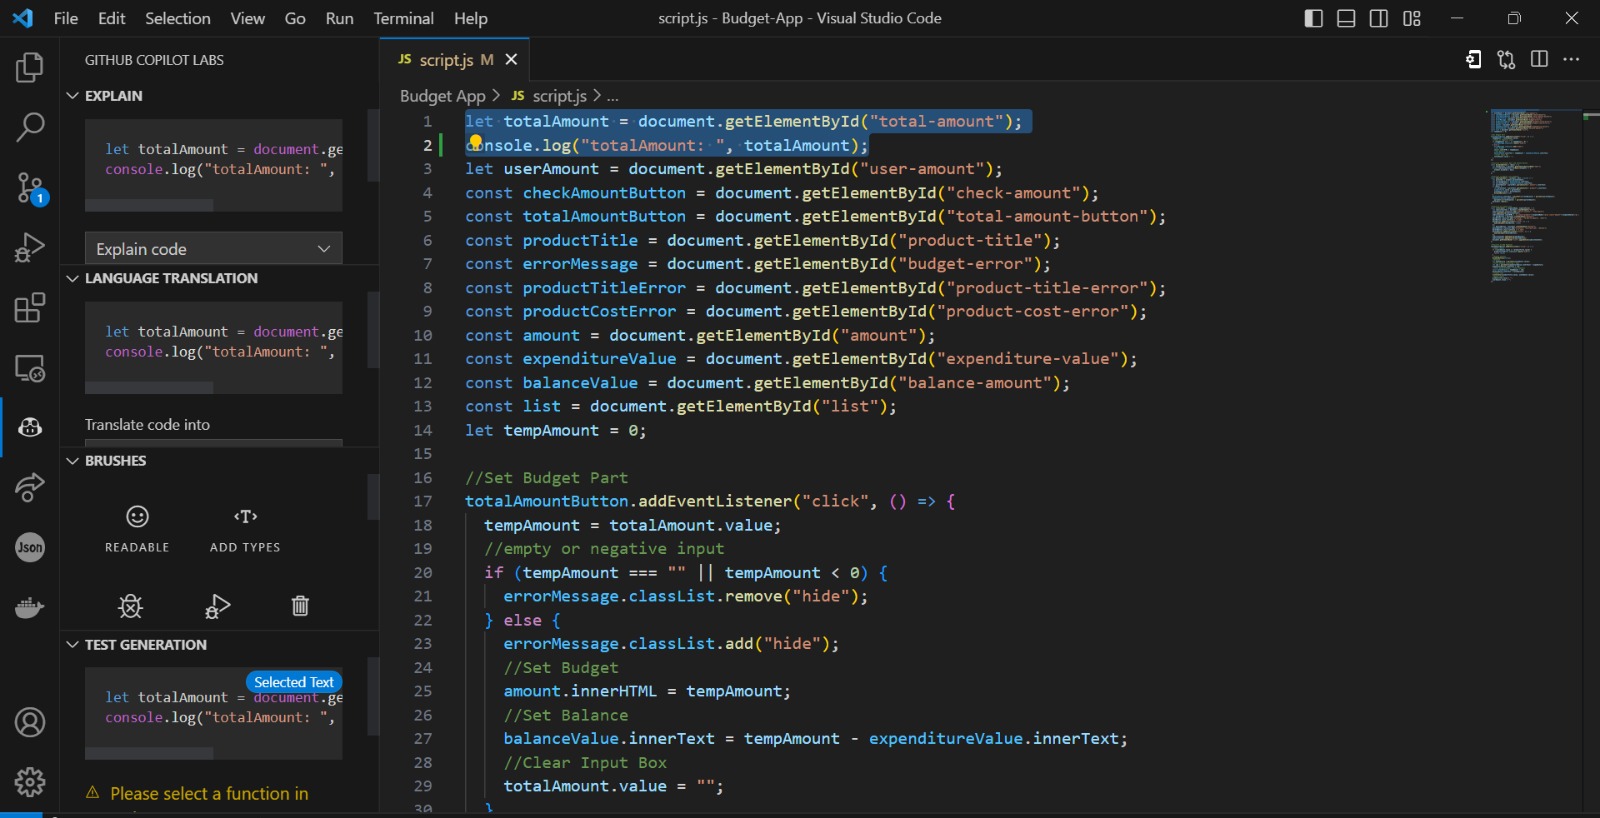 File Edit Selection View Go Run Terminal Help
script.js - Budget-App - Visual Studio Code
GITHUB COPILOT LABS
EXPLAIN
let totalAmount = document.ge
console.log("totalAmount: ",
Explain code
LANGUAGE TRANSLATION
let totalAmount = document.ge
console.log("totalAmount: ",
Translate code into
BRUSHES
READABLE
ADD TYPES
TEST GENERATION
Selected Text
let totalAmount = document.ge
console.log("totalAmount: ",
Please select a function in
1
Json
JS script.js M
Budget App > JS script.js > ...
1 let totalAmount = document.getElementById("total-amount");
2 console.log("totalAmount: ", totalAmount);
3 let userAmount = document.getElementById("user-amount");
4 const checkAmountButton = document.getElementById("check-amount");
5 const totalAmountButton = document.getElementById("total-amount-button");
6 const productTitle = document.getElementById("product-title");
7 const errorMessage = document.getElementById("budget-error");
8 const productTitleError = document.getElementById("product-title-error");
9 const productCostError = document.getElementById("product-cost-error");
10 const amount = document.getElementById("amount");
11 const expenditureValue = document.getElementById("expenditure-value");
12 const balanceValue = document.getElementById("balance-amount");
13 const list = document.getElementById("list");
14 let tempAmount = 0;
15
16 //Set Budget Part
17 totalAmountButton.addEventListener("click", () => {
18 tempAmount = totalAmount.value;
19 //empty or negative input
20 if (tempAmount === "" || tempAmount < 0) {
21 errorMessage.classList.remove("hide");
22 } else {
23 errorMessage.classList.add("hide");
24 //Set Budget
25 amount.innerHTML = tempAmount;
26 //Set Balance
27 balanceValue.innerText = tempAmount - expenditureValue.innerText;
28 //Clear Input Box
29 totalAmount.value = "";
30 }